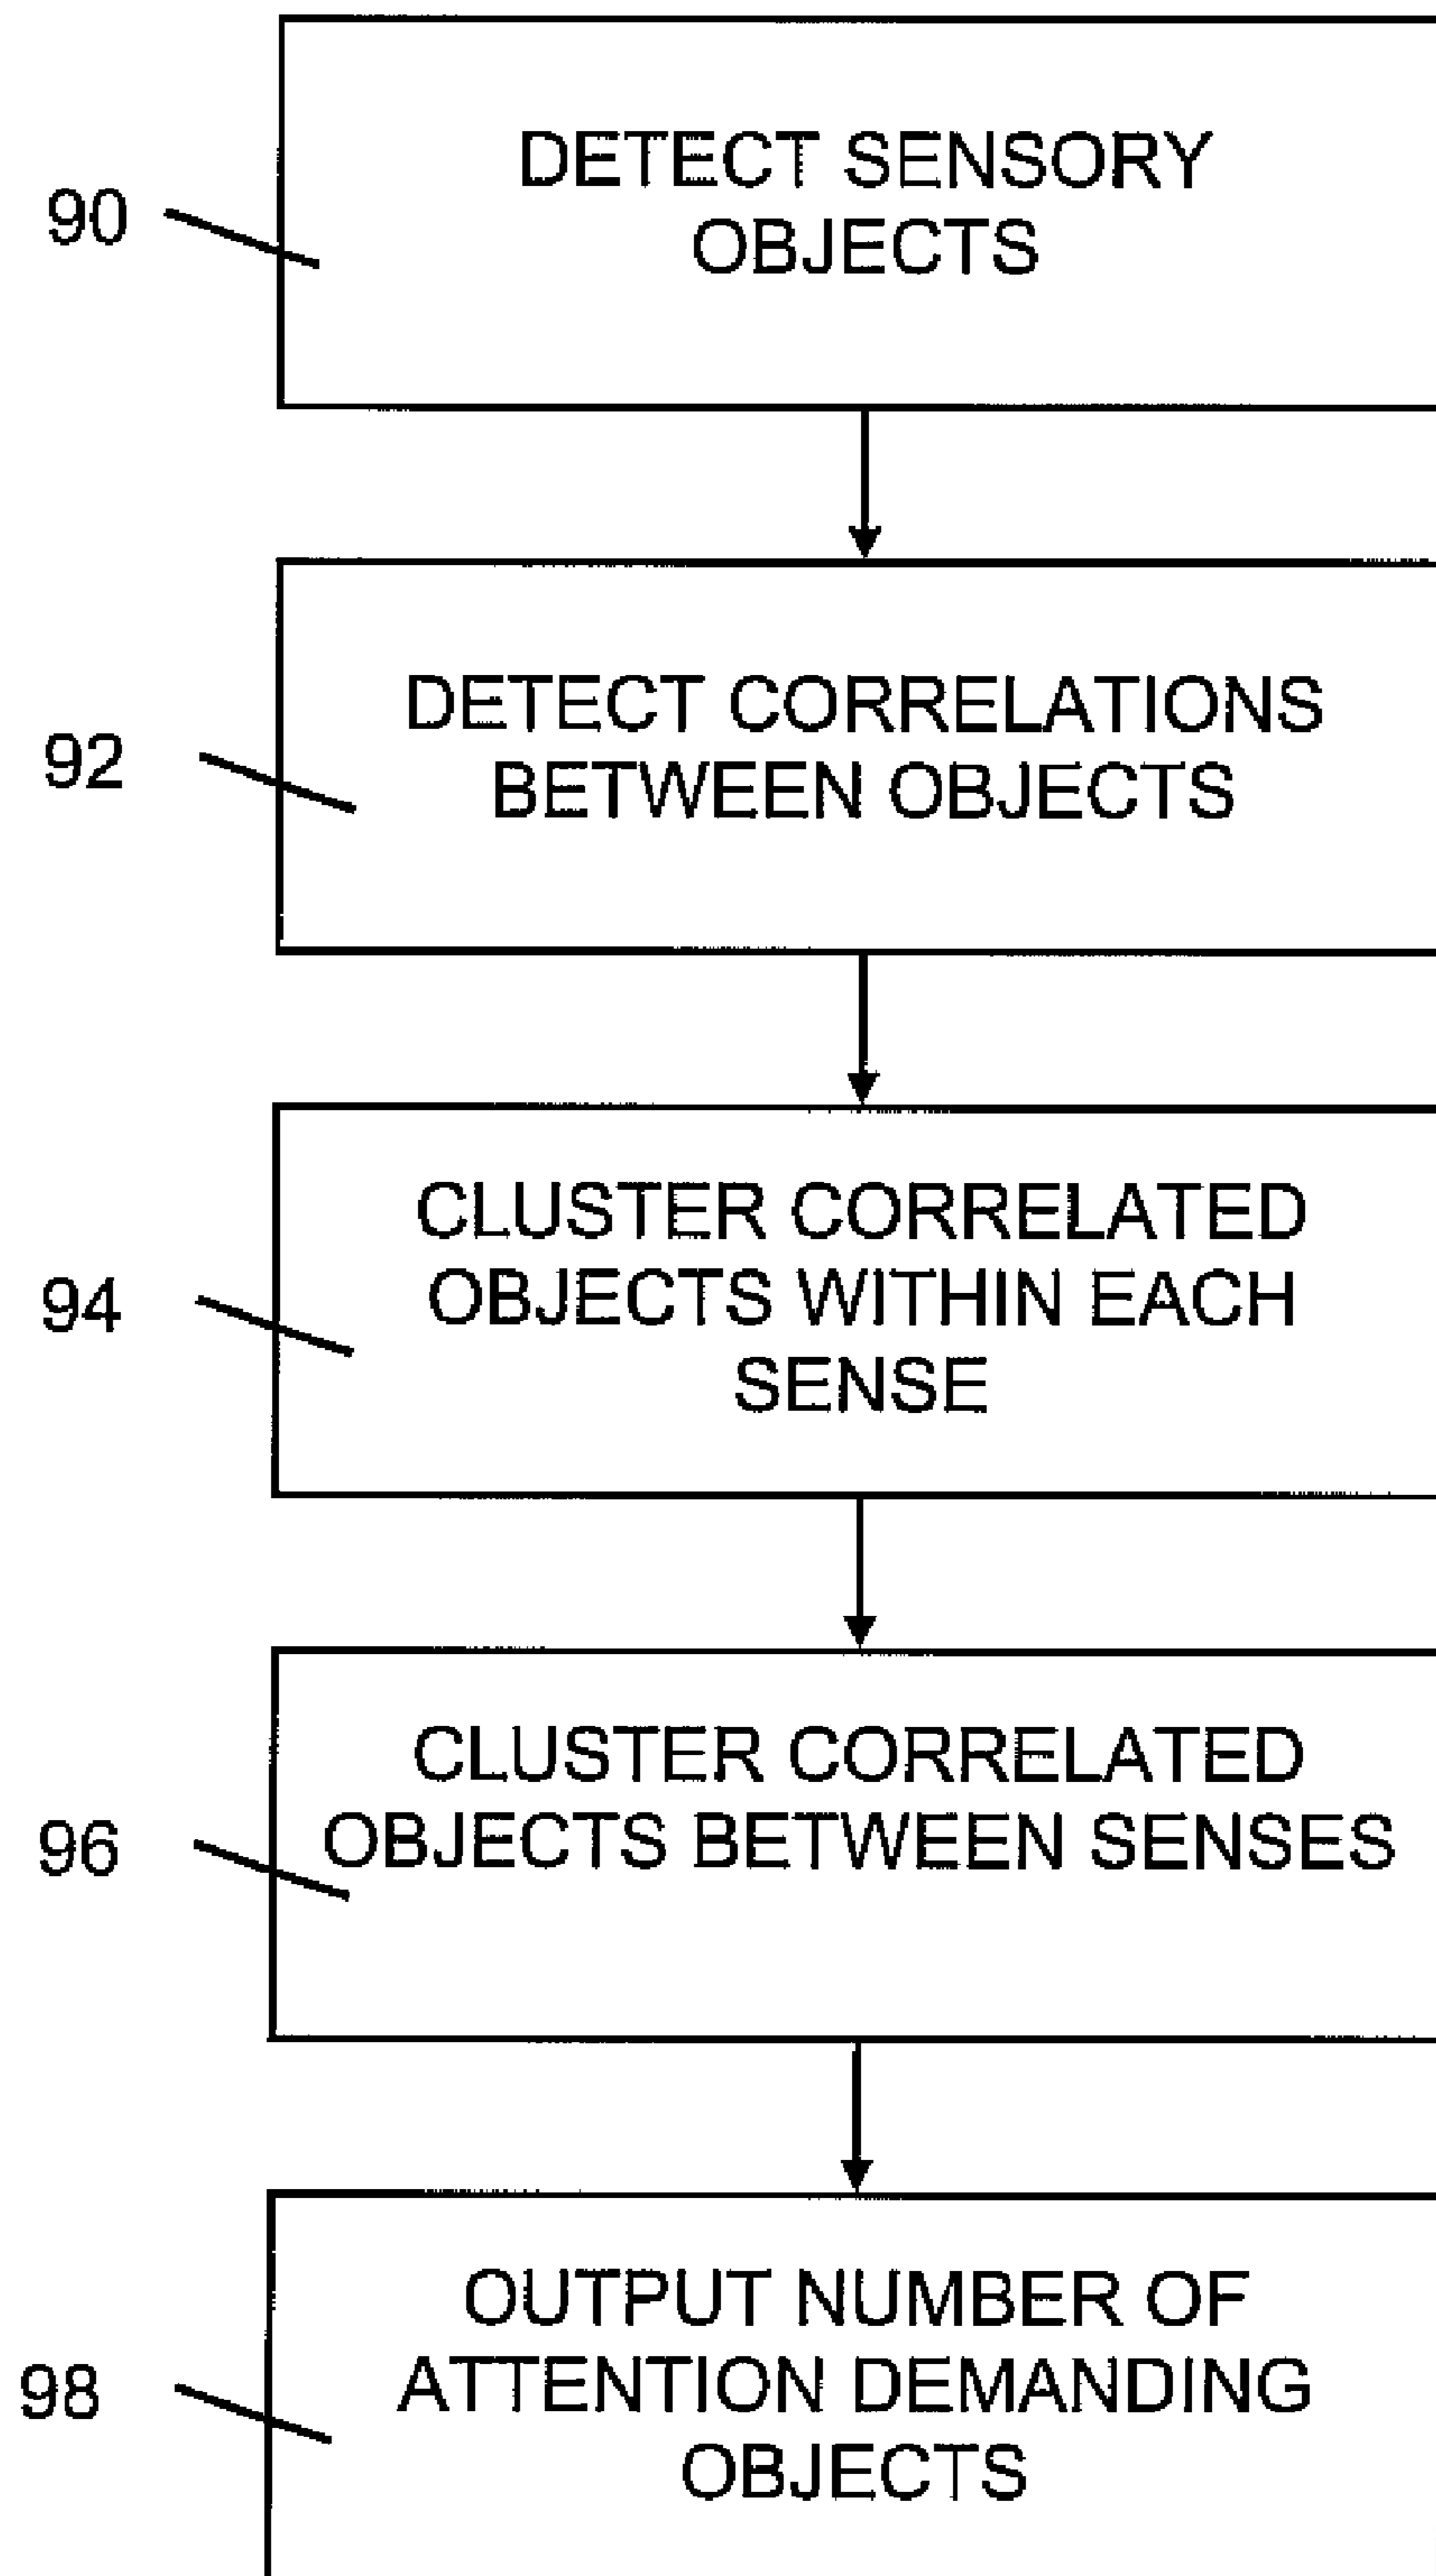 DETECT SENSORY
OBJECTS
90
DETECT CORRELATIONS
BETWEEN OBJECTS
92
CLUSTER CORRELATED
OBJECTS WITHIN EACH
SENSE
94
CLUSTER CORRELATED
OBJECTS BETWEEN SENSES
96
OUTPUT NUMBER OF
ATTENTION DEMANDING
OBJECTS
98